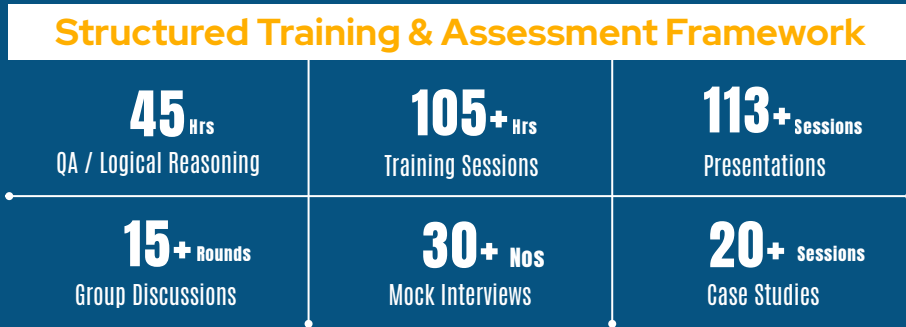 Structured Training & Assessment Framework
45 Hrs
QA / Logical Reasoning
105+ Hrs
Training Sessions
113+ Sessions
Presentations
15+ Rounds
Group Discussions
30+ Nos
Mock Interviews
20+ Sessions
Case Studies